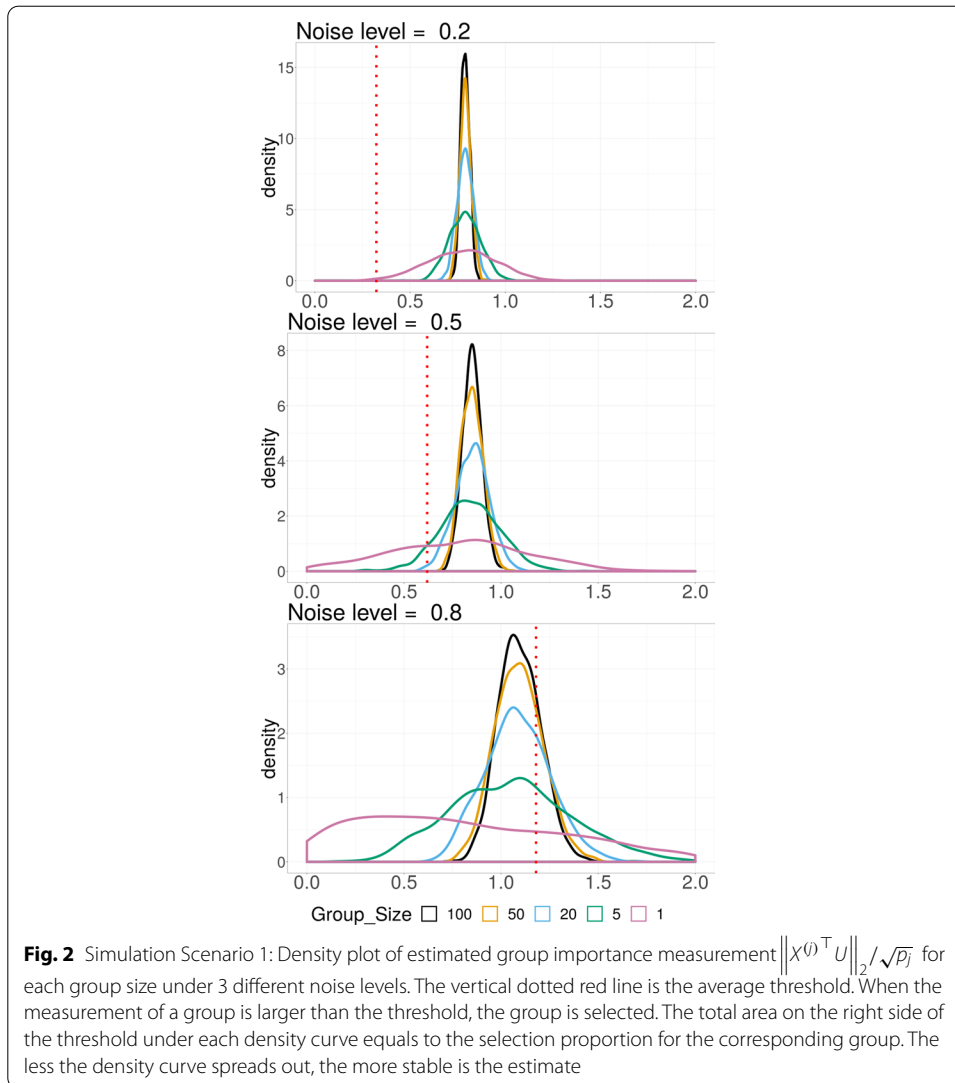 Noise level = 0.2
15
10
5
0
density
0.0 0.5 1.0 1.5 2.0
Noise level = 0.5
8
6
4
2
0
density
0.0 0.5 1.0 1.5 2.0
Noise level = 0.8
3
2
1
0
density
0.0 0.5 1.0 1.5 2.0
Group_Size 100 50 20 5 1
Fig. 2 Simulation Scenario 1: Density plot of estimated group importance measurement ‖X^(j)⊤ U‖₂/√p_j for
each group size under 3 different noise levels. The vertical dotted red line is the average threshold. When the
measurement of a group is larger than the threshold, the group is selected. The total area on the right side of
the threshold under each density curve equals to the selection proportion for the corresponding group. The
less the density curve spreads out, the more stable is the estimate